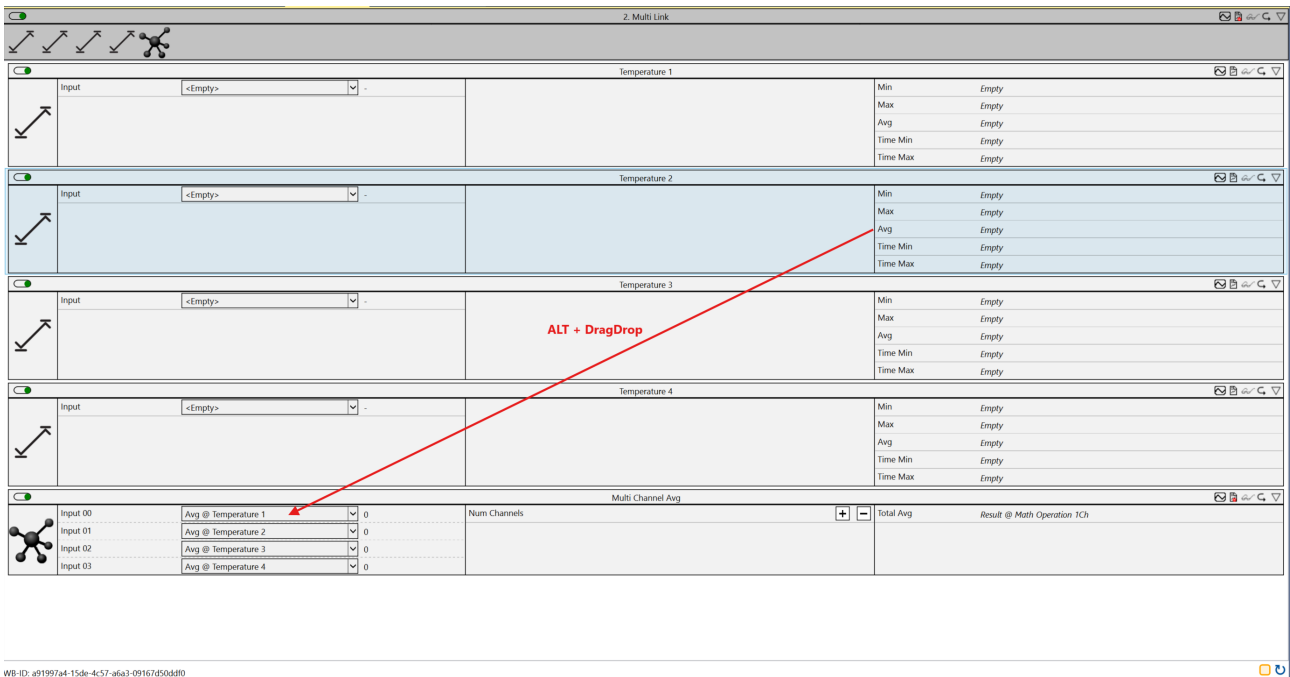 2. Multi Link
Temperature 1
Input <Empty> -
Min Empty
Max Empty
Avg Empty
Time Min Empty
Time Max Empty
Temperature 2
Input <Empty> -
Min Empty
Max Empty
Avg Empty
Time Min Empty
Time Max Empty
Temperature 3
Input <Empty> -
Min Empty
Max Empty
Avg Empty
Time Min Empty
Time Max Empty
ALT + DragDrop
Temperature 4
Input <Empty> -
Min Empty
Max Empty
Avg Empty
Time Min Empty
Time Max Empty
Multi Channel Avg
Input 00 Avg @ Temperature 1 0
Input 01 Avg @ Temperature 2 0
Input 02 Avg @ Temperature 3 0
Input 03 Avg @ Temperature 4 0
Num Channels + -
Total Avg Result @ Math Operation 1Ch
WB-ID: a91997a4-15de-4c57-a6a3-09167d50ddf0